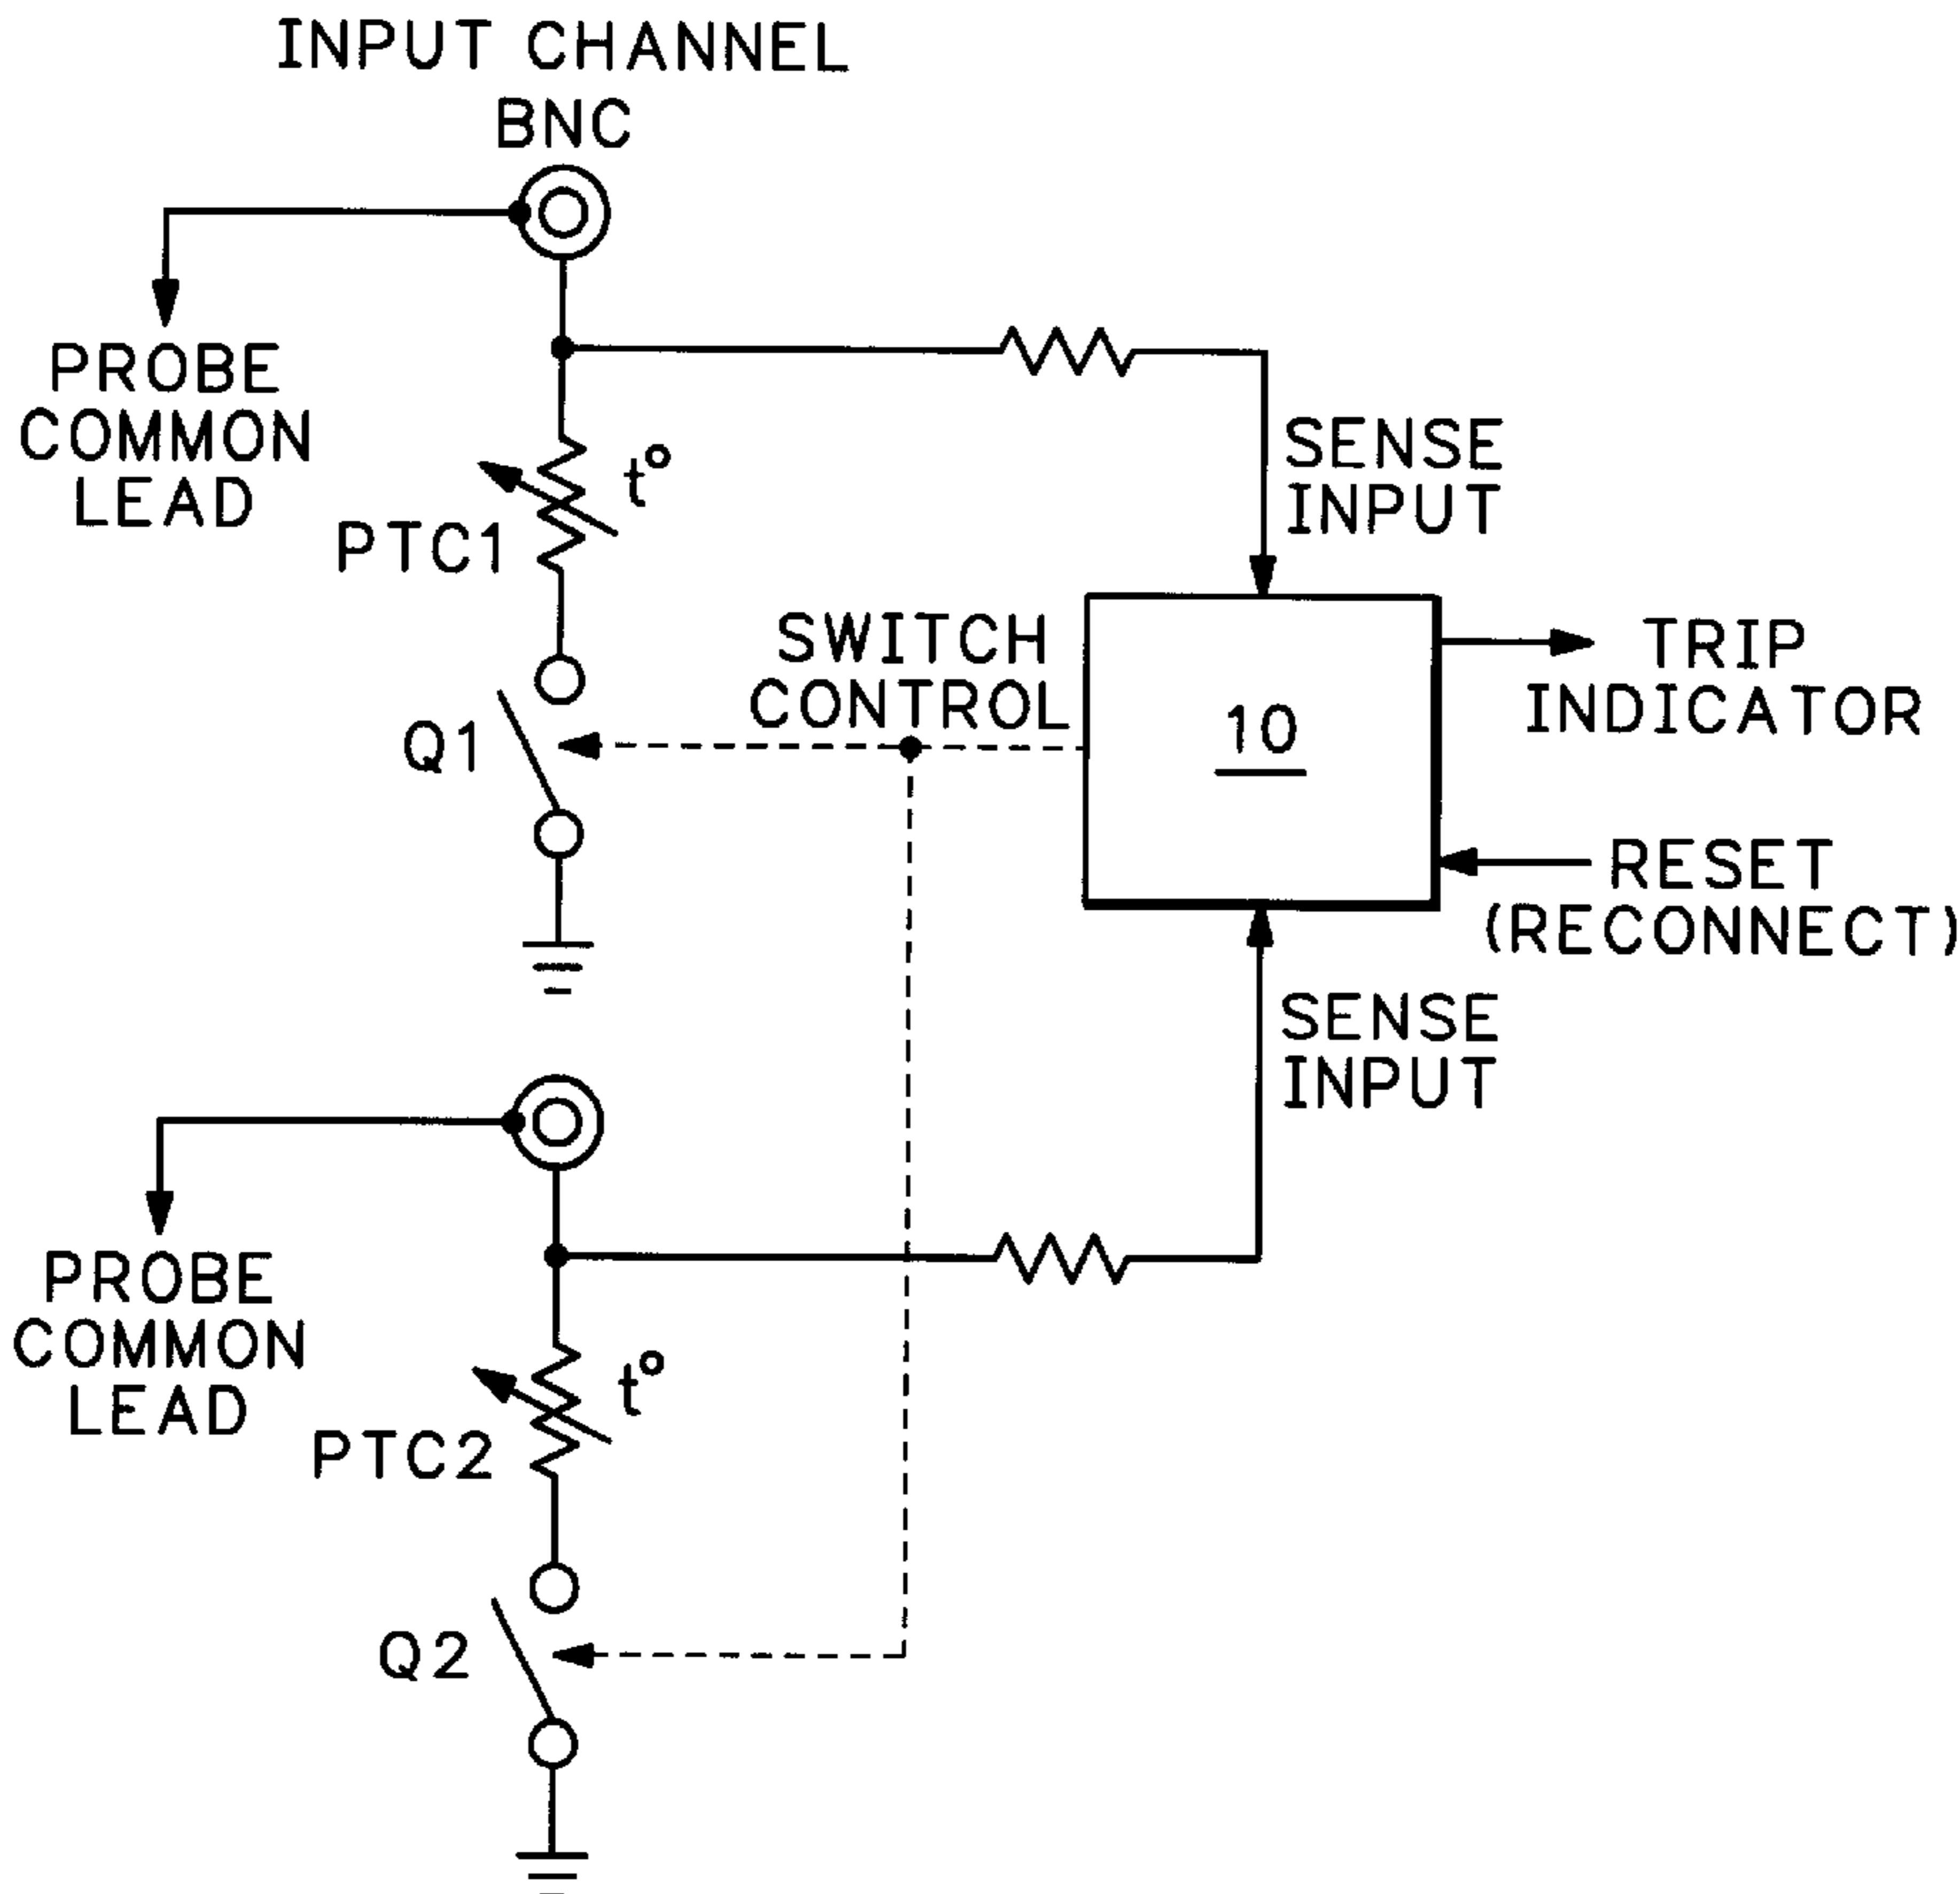 INPUT CHANNEL
BNC
PROBE
COMMON
LEAD
t°
PTC1
SENSE
INPUT
SWITCH
CONTROL
Q1
10
TRIP
INDICATOR
RESET
(RECONNECT)
SENSE
INPUT
PROBE
COMMON
LEAD
t°
PTC2
Q2